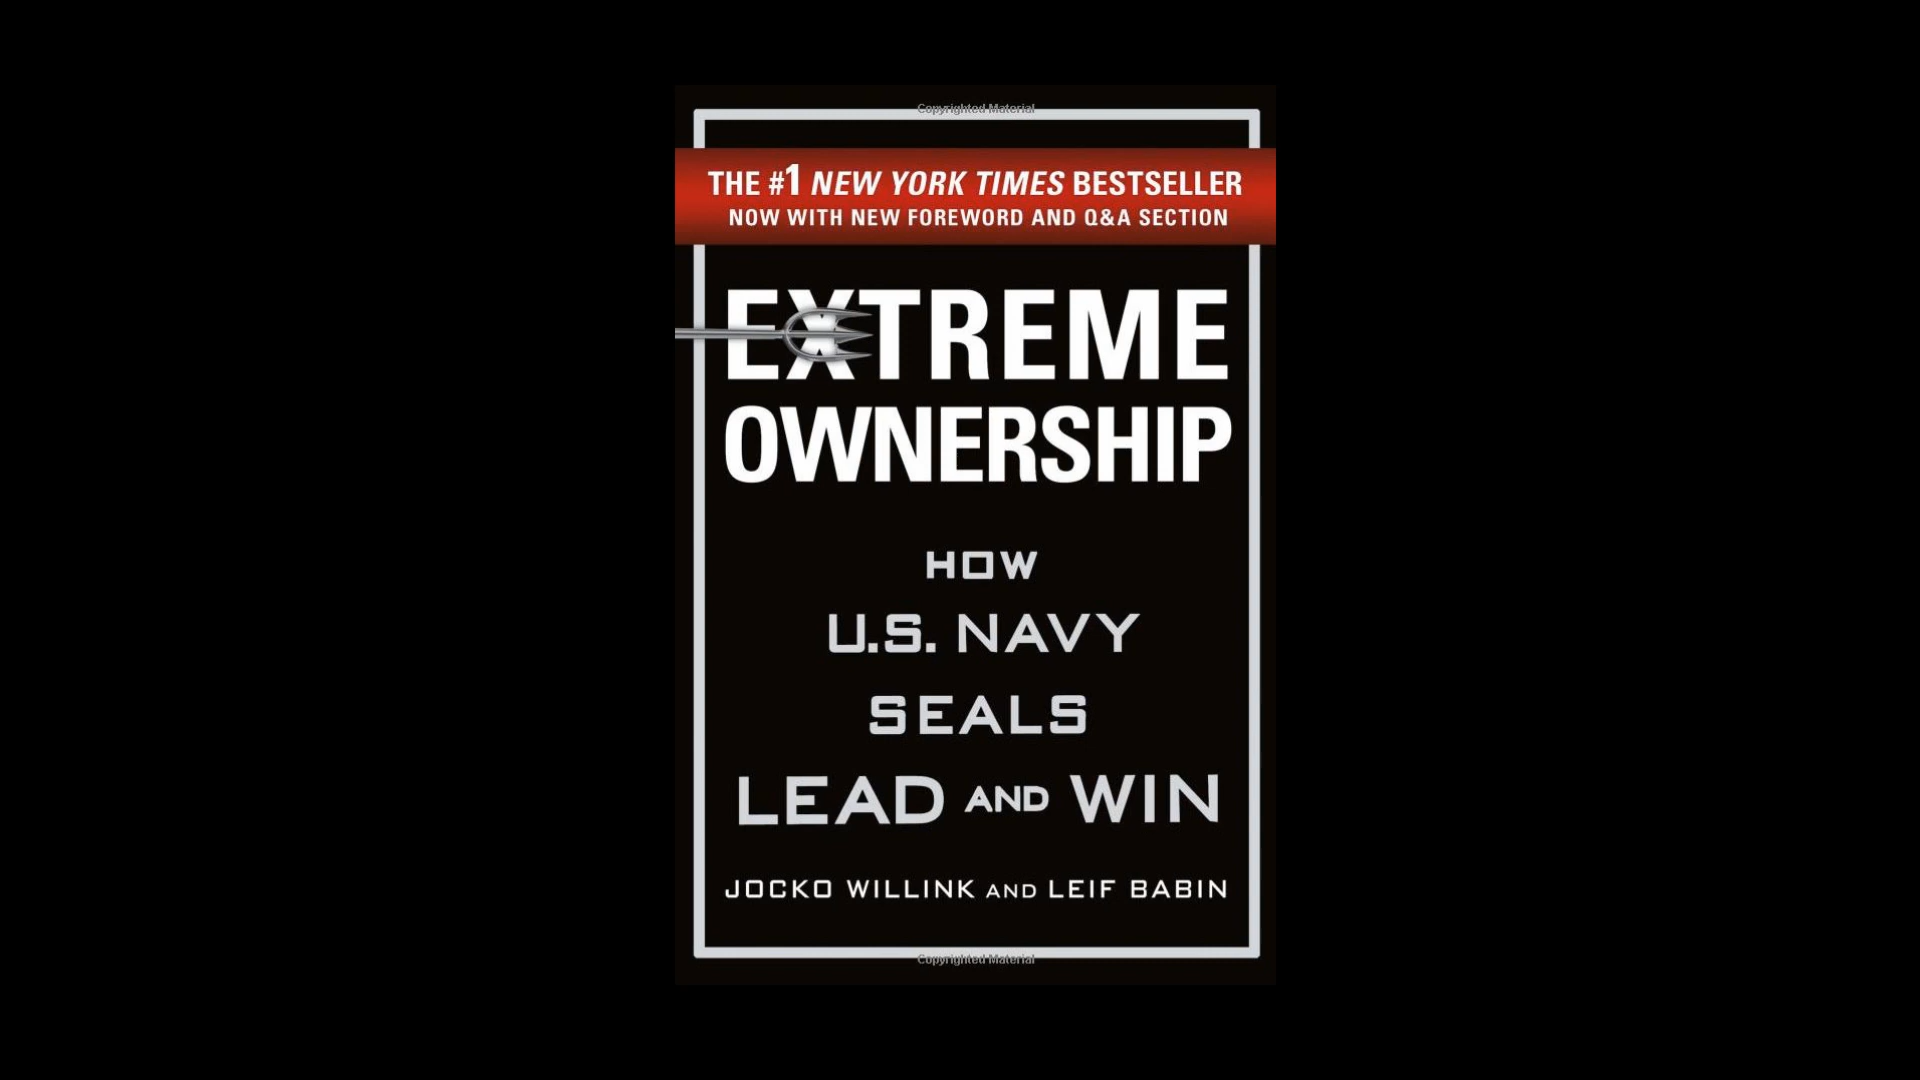 Copyrighted Material
THE #1 NEW YORK TIMES BESTSELLER
NOW WITH NEW FOREWORD AND Q&A SECTION
EXTREME
OWNERSHIP
HOW
U.S. NAVY
SEALS
LEAD AND WIN
JOCKO WILLINK AND LEIF BABIN
Copyrighted Material